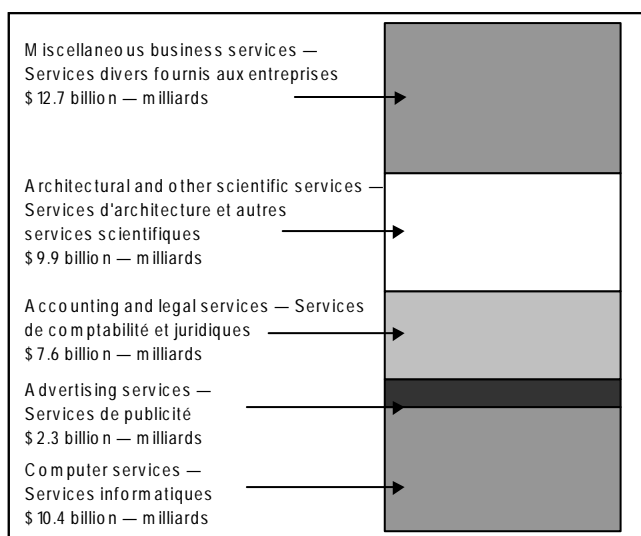 Miscellaneous business services —
Services divers fournis aux entreprises
$12.7 billion — milliards
Architectural and other scientific services —
Services d'architecture et autres
services scientifiques
$9.9 billion — milliards
Accounting and legal services — Services
de comptabilité et juridiques
$7.6 billion — milliards
Advertising services —
Services de publicité
$2.3 billion — milliards
Computer services —
Services informatiques
$10.4 billion — milliards